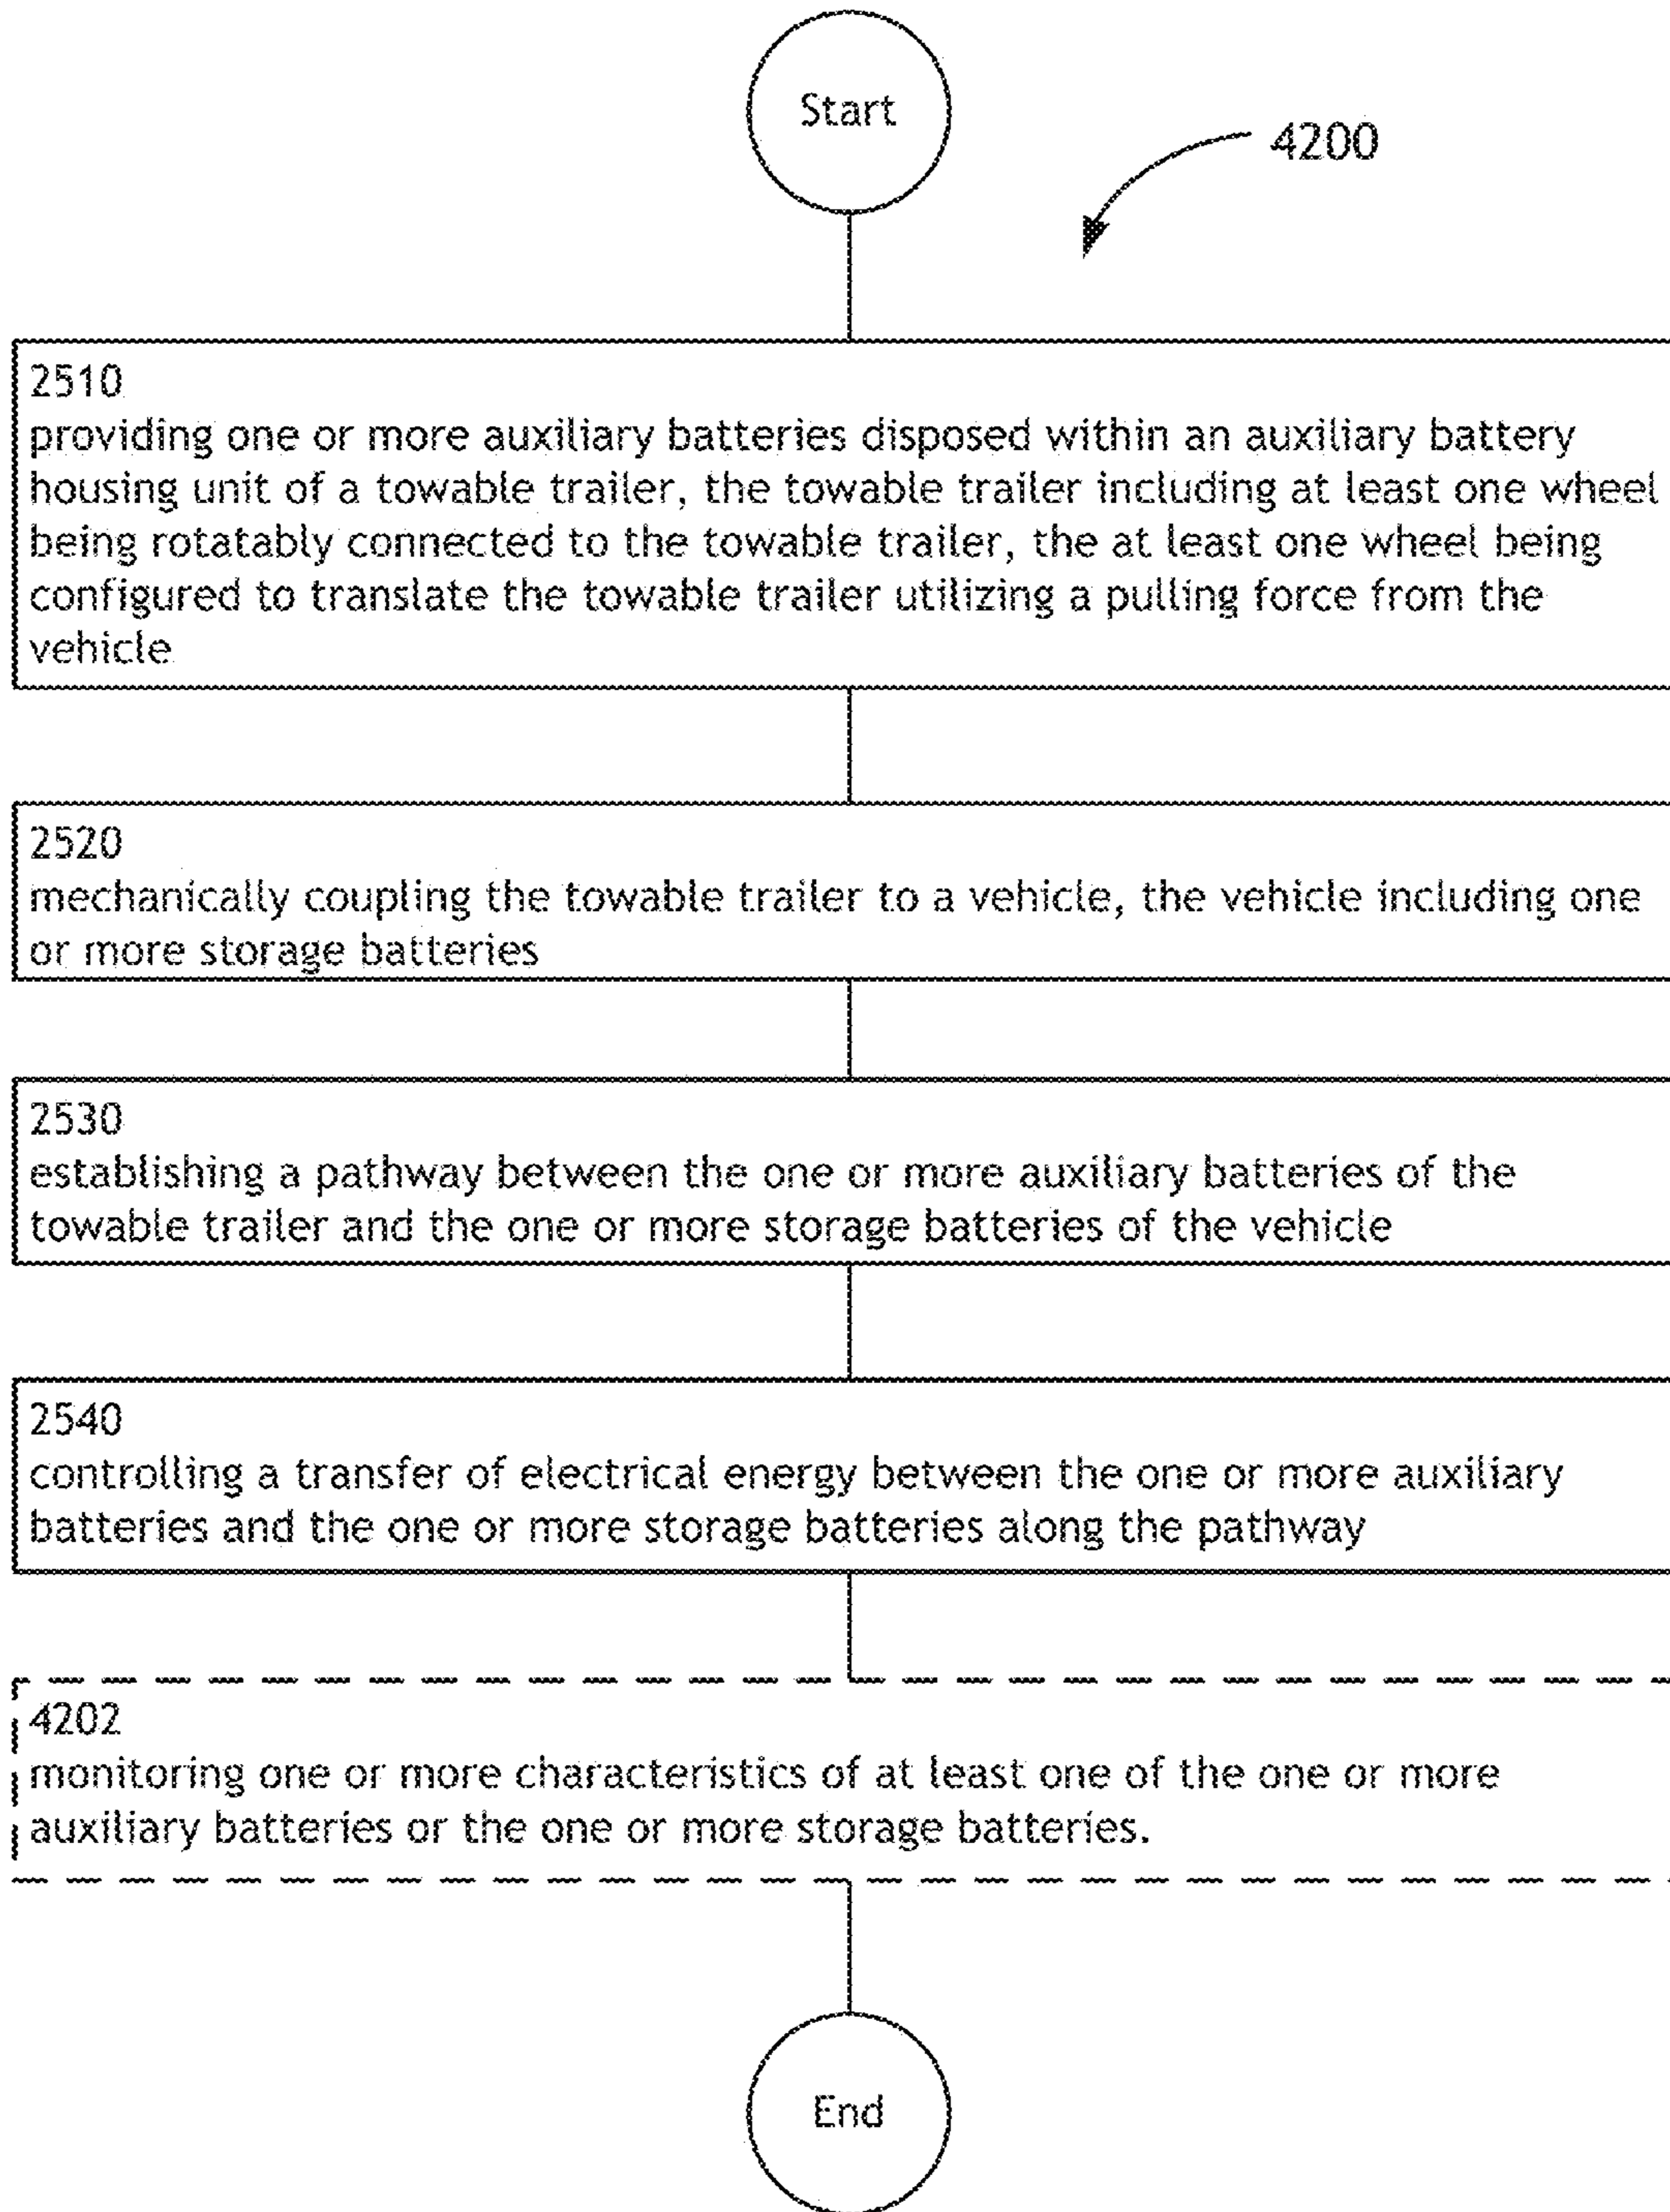 Start
4200
2510
providing one or more auxiliary batteries disposed within an auxiliary battery
housing unit of a towable trailer, the towable trailer including at least one wheel
being rotatably connected to the towable trailer, the at least one wheel being
configured to translate the towable trailer utilizing a pulling force from the
vehicle
2520
mechanically coupling the towable trailer to a vehicle, the vehicle including one
or more storage batteries
2530
establishing a pathway between the one or more auxiliary batteries of the
towable trailer and the one or more storage batteries of the vehicle
2540
controlling a transfer of electrical energy between the one or more auxiliary
batteries and the one or more storage batteries along the pathway
4202
monitoring one or more characteristics of at least one of the one or more
auxiliary batteries or the one or more storage batteries.
End